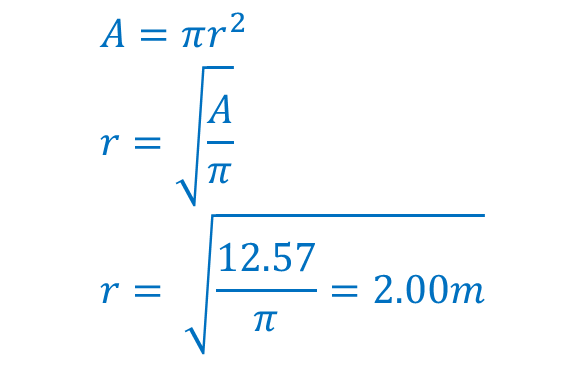 A = πr²
r = √(A/π)
r = √(12.57/π = 2.00m)